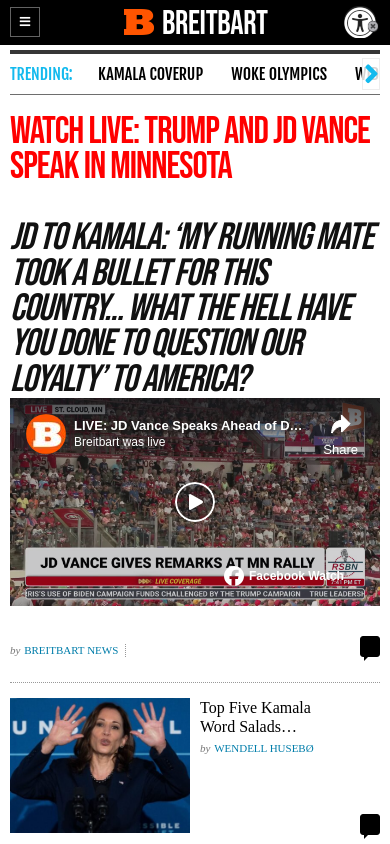 BREITBART
TRENDING: KAMALA COVERUP WOKE OLYMPICS
WATCH LIVE: TRUMP AND JD VANCE
SPEAK IN MINNESOTA
JD TO KAMALA: ‘MY RUNNING MATE
TOOK A BULLET FOR THIS
COUNTRY... WHAT THE HELL HAVE
YOU DONE TO QUESTION OUR
LOYALTY’ TO AMERICA?
LIVE ST. CLOUD, MN
LIVE: JD Vance Speaks Ahead of D...
Breitbart was live
Share
JD VANCE GIVES REMARKS AT MN RALLY
RSBN
LIVE COVERAGE
Facebook Watch
RIS'S USE OF BIDEN CAMPAIGN FUNDS CHALLENGED BY THE TRUMP CAMPAIGN TRUE LEADERSH
by BREITBART NEWS
Top Five Kamala
Word Salads…
by WENDELL HUSEBØ